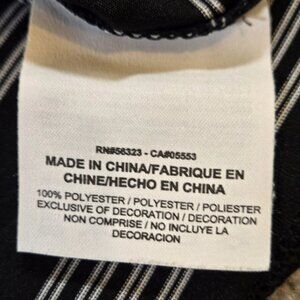 RN#56323 - CA#05553
MADE IN CHINA/FABRIQUE EN
CHINE/HECHO EN CHINA
100% POLYESTER / POLYESTER / POLIESTER
EXCLUSIVE OF DECORATION / DECORATION
NON COMPRISE / NO INCLUYE LA
DECORACION